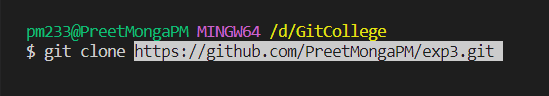 pm233@PreetMongaPM MINGW64 /d/GitCollege
$ git clone https://github.com/PreetMongaPM/exp3.git